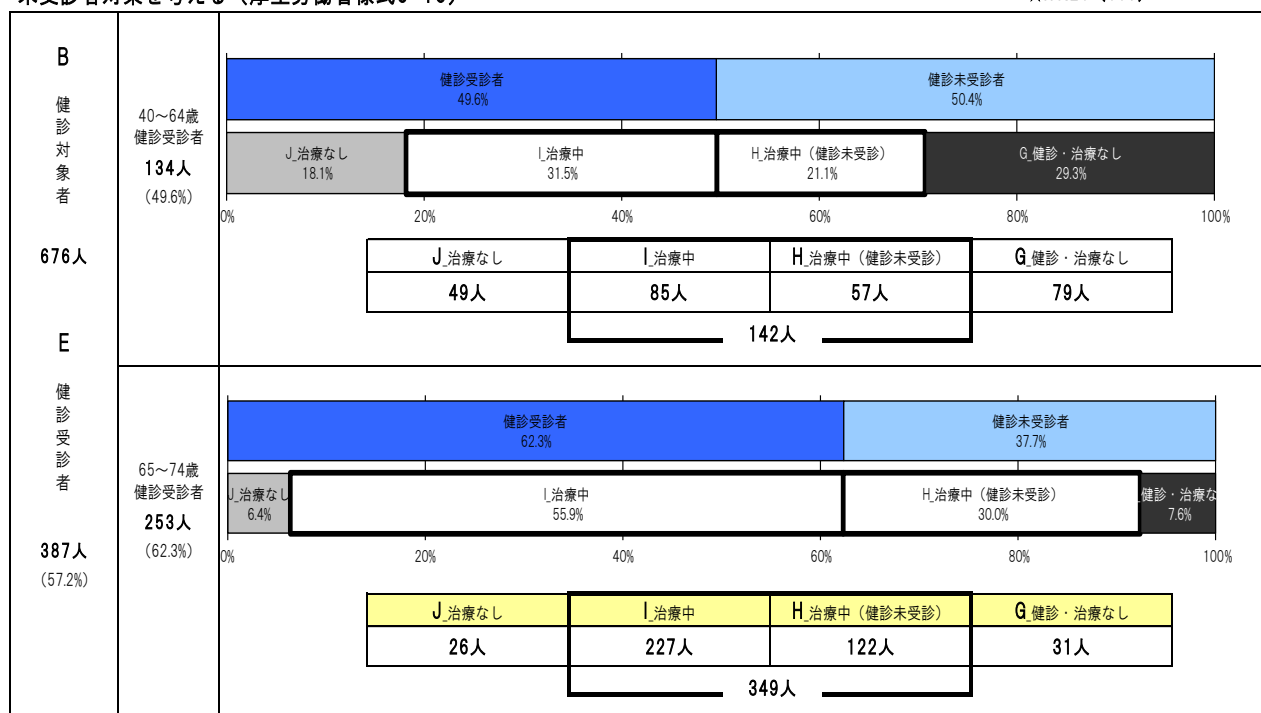 B
健診対象者
676人
E
健診受診者
387人
(57.2%)
40～64歳
健診受診者
134人
(49.6%)
健診受診者
49.6%
健診未受診者
50.4%
J_治療なし
18.1%
I_治療中
31.5%
H_治療中（健診未受診）
21.1%
G_健診・治療なし
29.3%
0% 20% 40% 60% 80% 100%
J_治療なし I_治療中 H_治療中（健診未受診） G_健診・治療なし
49人 85人 57人 79人
142人
65～74歳
健診受診者
253人
(62.3%)
健診受診者
62.3%
健診未受診者
37.7%
J_治療なし
6.4%
I_治療中
55.9%
H_治療中（健診未受診）
30.0%
健診・治療な
7.6%
0% 20% 40% 60% 80% 100%
J_治療なし I_治療中 H_治療中（健診未受診） G_健診・治療なし
26人 227人 122人 31人
349人